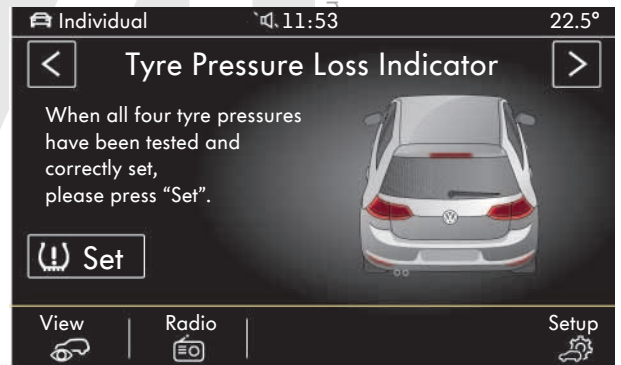 Individual 11:53 22.5°
< Tyre Pressure Loss Indicator >
When all four tyre pressures
have been tested and
correctly set,
please press “Set”.
Set
View Radio Setup